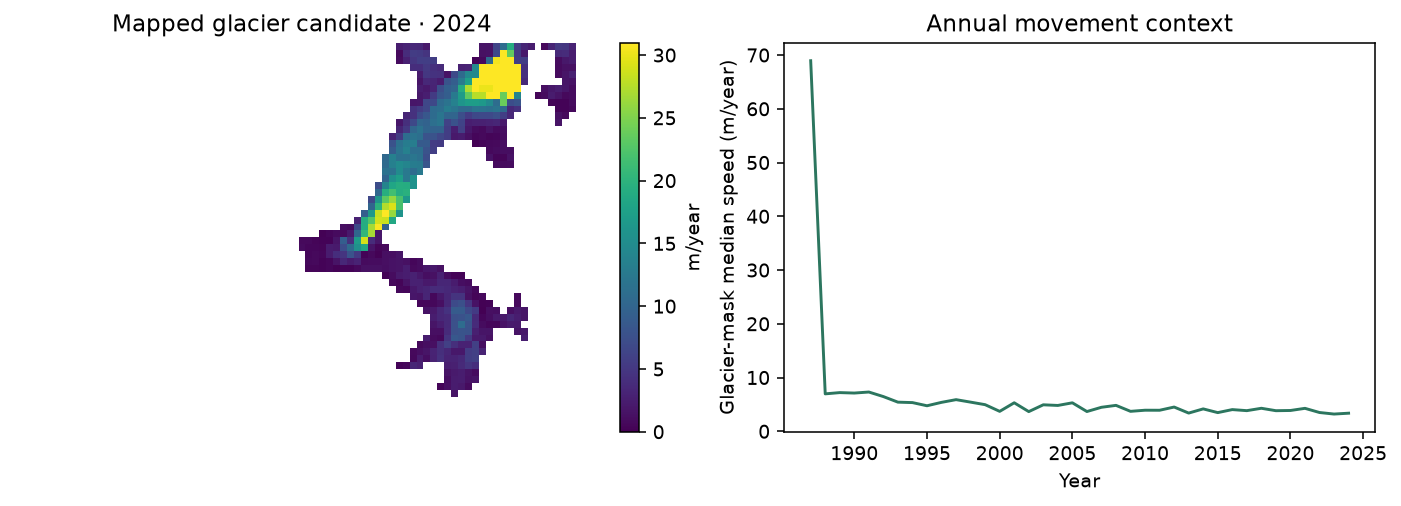 Mapped glacier candidate · 2024
30
25
20
15
10
5
0
m/year
Annual movement context
Glacier-mask median speed (m/year)
70
60
50
40
30
20
10
0
1990 1995 2000 2005 2010 2015 2020 2025
Year